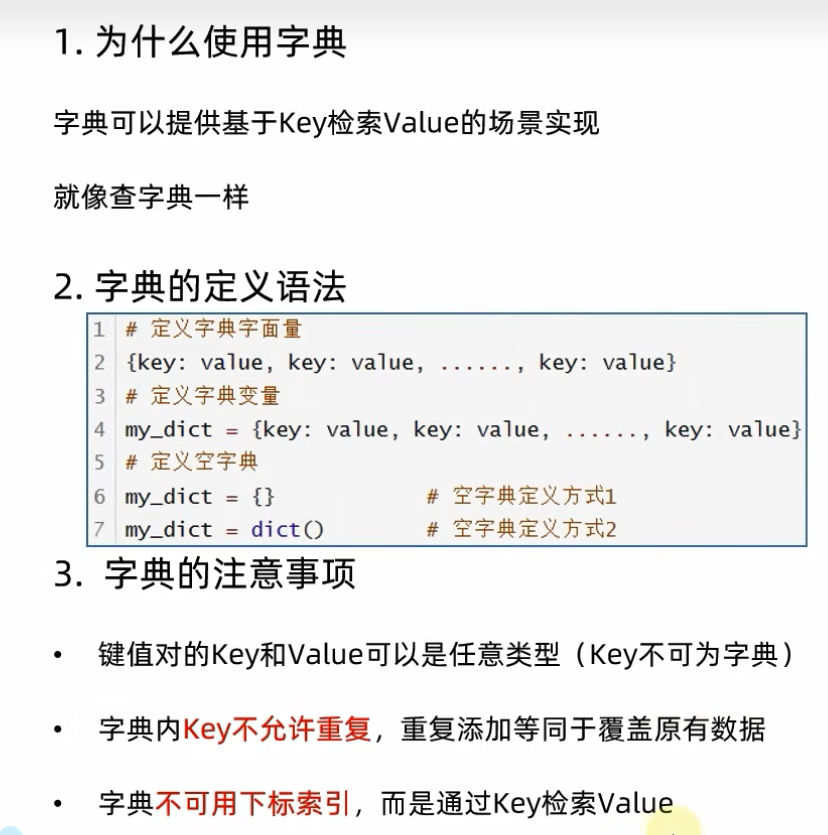 1. 为什么使用字典
字典可以提供基于Key检索Value的场景实现
就像查字典一样
2. 字典的定义语法
1 # 定义字典字面量
2 {key: value, key: value, ......, key: value}
3 # 定义字典变量
4 my_dict = {key: value, key: value, ......, key: value}
5 # 定义空字典
6 my_dict = {} # 空字典定义方式1
7 my_dict = dict() # 空字典定义方式2
3. 字典的注意事项
• 键值对的Key和Value可以是任意类型（Key不可为字典）
• 字典内Key不允许重复，重复添加等同于覆盖原有数据
• 字典不可用下标索引，而是通过Key检索Value